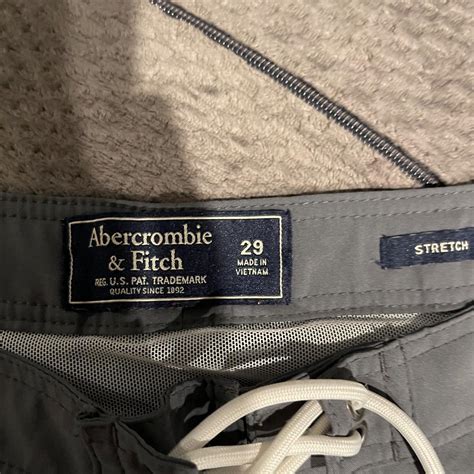 Abercrombie
& Fitch
REG. U.S. PAT. TRADEMARK
QUALITY SINCE 1892
29
MADE IN
VIETNAM
STRETCH